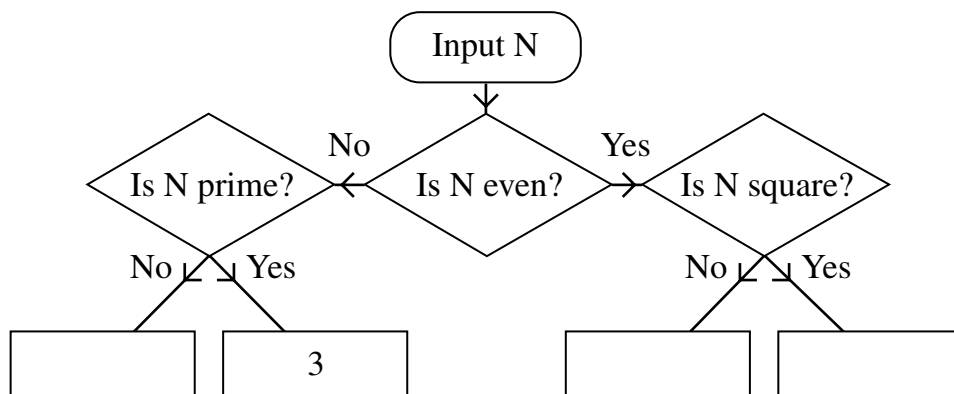 Input N
No
Yes
Is N prime?
Is N even?
Is N square?
No
Yes
No
Yes
3